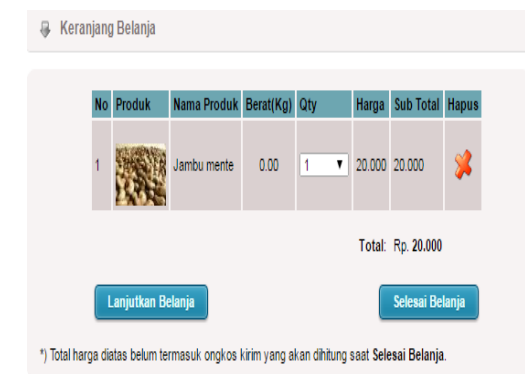 Keranjang Belanja
No Produk Nama Produk Berat(Kg) Qty Harga Sub Total Hapus
1 Jambu mente 0.00 1 20.000 20.000
Total: Rp. 20.000
Lanjutkan Belanja Selesai Belanja
*) Total harga diatas belum termasuk ongkos kirim yang akan dihitung saat Selesai Belanja.